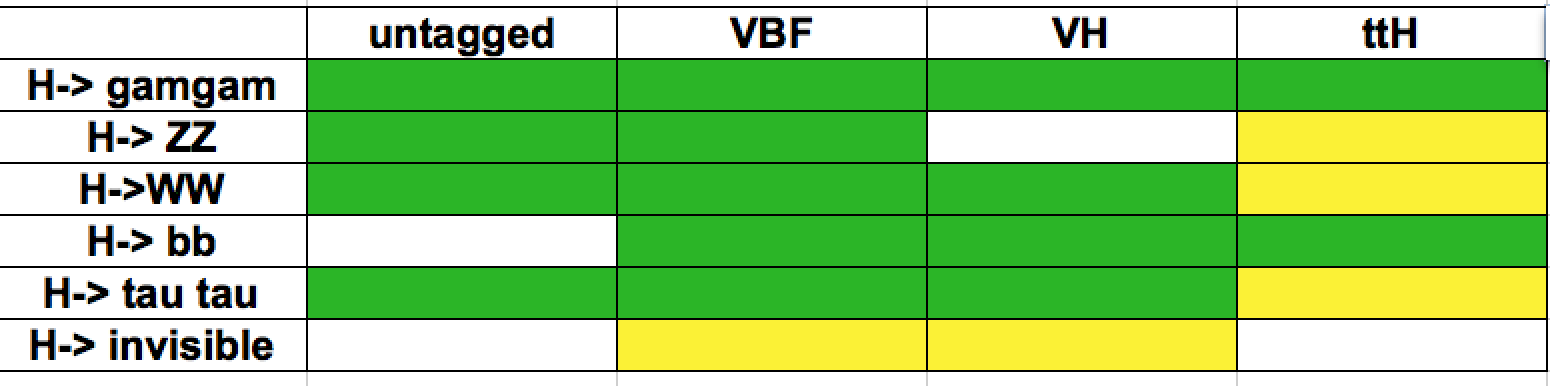 untagged VBF VH ttH
H-> gamgam
H-> ZZ
H->WW
H-> bb
H-> tau tau
H-> invisible